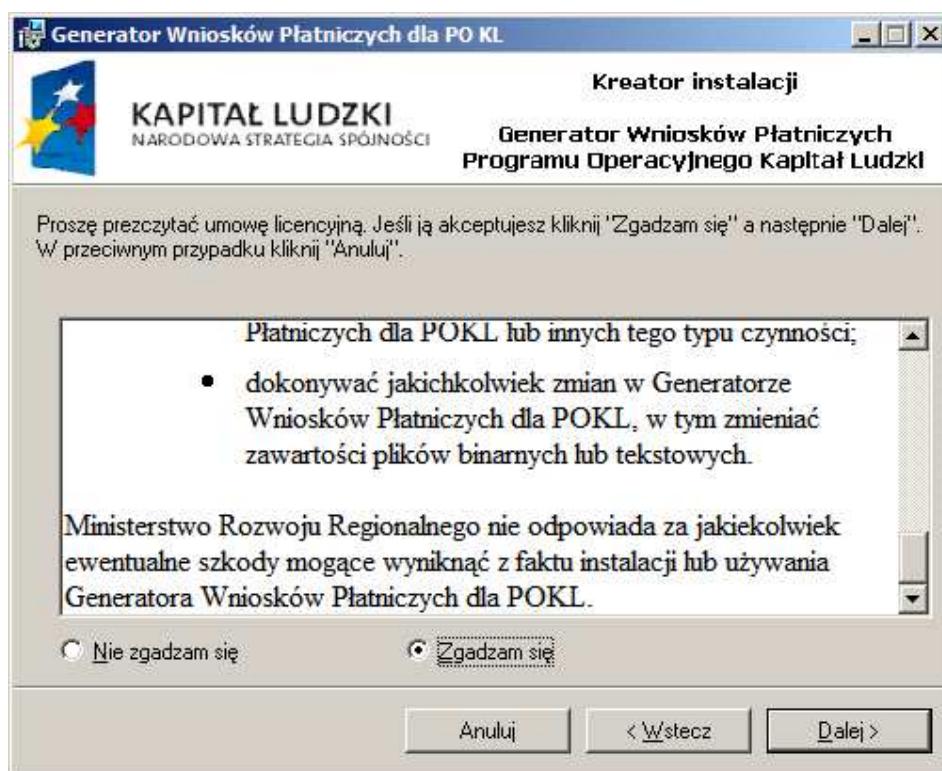 Generator Wniosków Płatniczych dla PO KL
KAPITAŁ LUDZKI
NARODOWA STRATEGIA SPÓJNOŚCI
Kreator instalacji
Generator Wniosków Płatniczych
Programu Operacyjnego Kapitał Ludzki
Proszę prezczytać umowę licencyjną. Jeśli ją akceptujesz kliknij "Zgadzam się" a następnie "Dalej".
W przeciwnym przypadku kliknij "Anuluj".
Płatniczych dla POKL lub innych tego typu czynności;
• dokonywać jakichkolwiek zmian w Generatorze
Wniosków Płatniczych dla POKL, w tym zmieniać
zawartości plików binarnych lub tekstowych.
Ministerstwo Rozwoju Regionalnego nie odpowiada za jakiekolwiek
ewentualne szkody mogące wyniknąć z faktu instalacji lub używania
Generatora Wniosków Płatniczych dla POKL.
Nie zgadzam się
Zgadzam się
Anuluj
< Wstecz
Dalej >